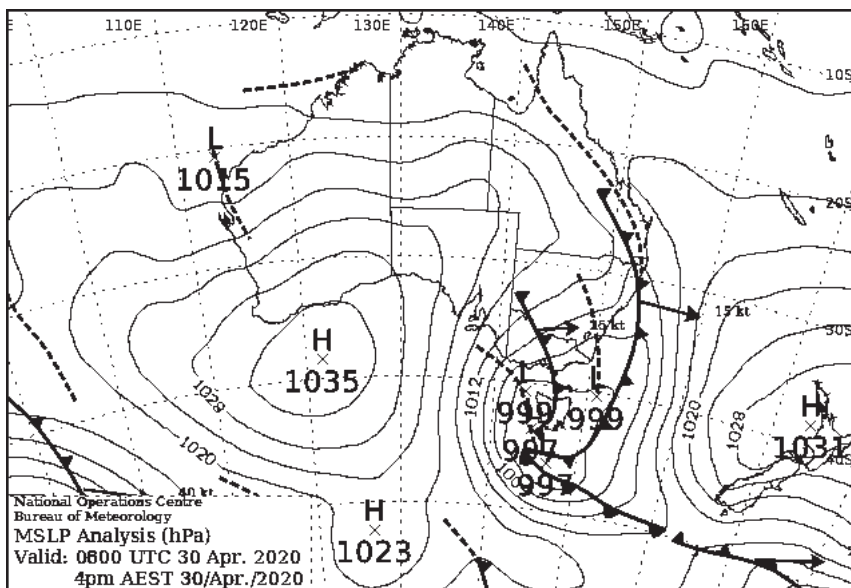 110E 120E 130E 140E 150E 160E
10S
L
1015
20S
15 kt
30S
H
1035
1012
1028
1020
999
999
1020
1028
H
1031
997
40S
1020
997
40 kt
H
1023
National Operations Centre
Bureau of Meteorology
MSLP Analysis (hPa)
Valid: 0600 UTC 30 Apr. 2020
4pm AEST 30/Apr./2020